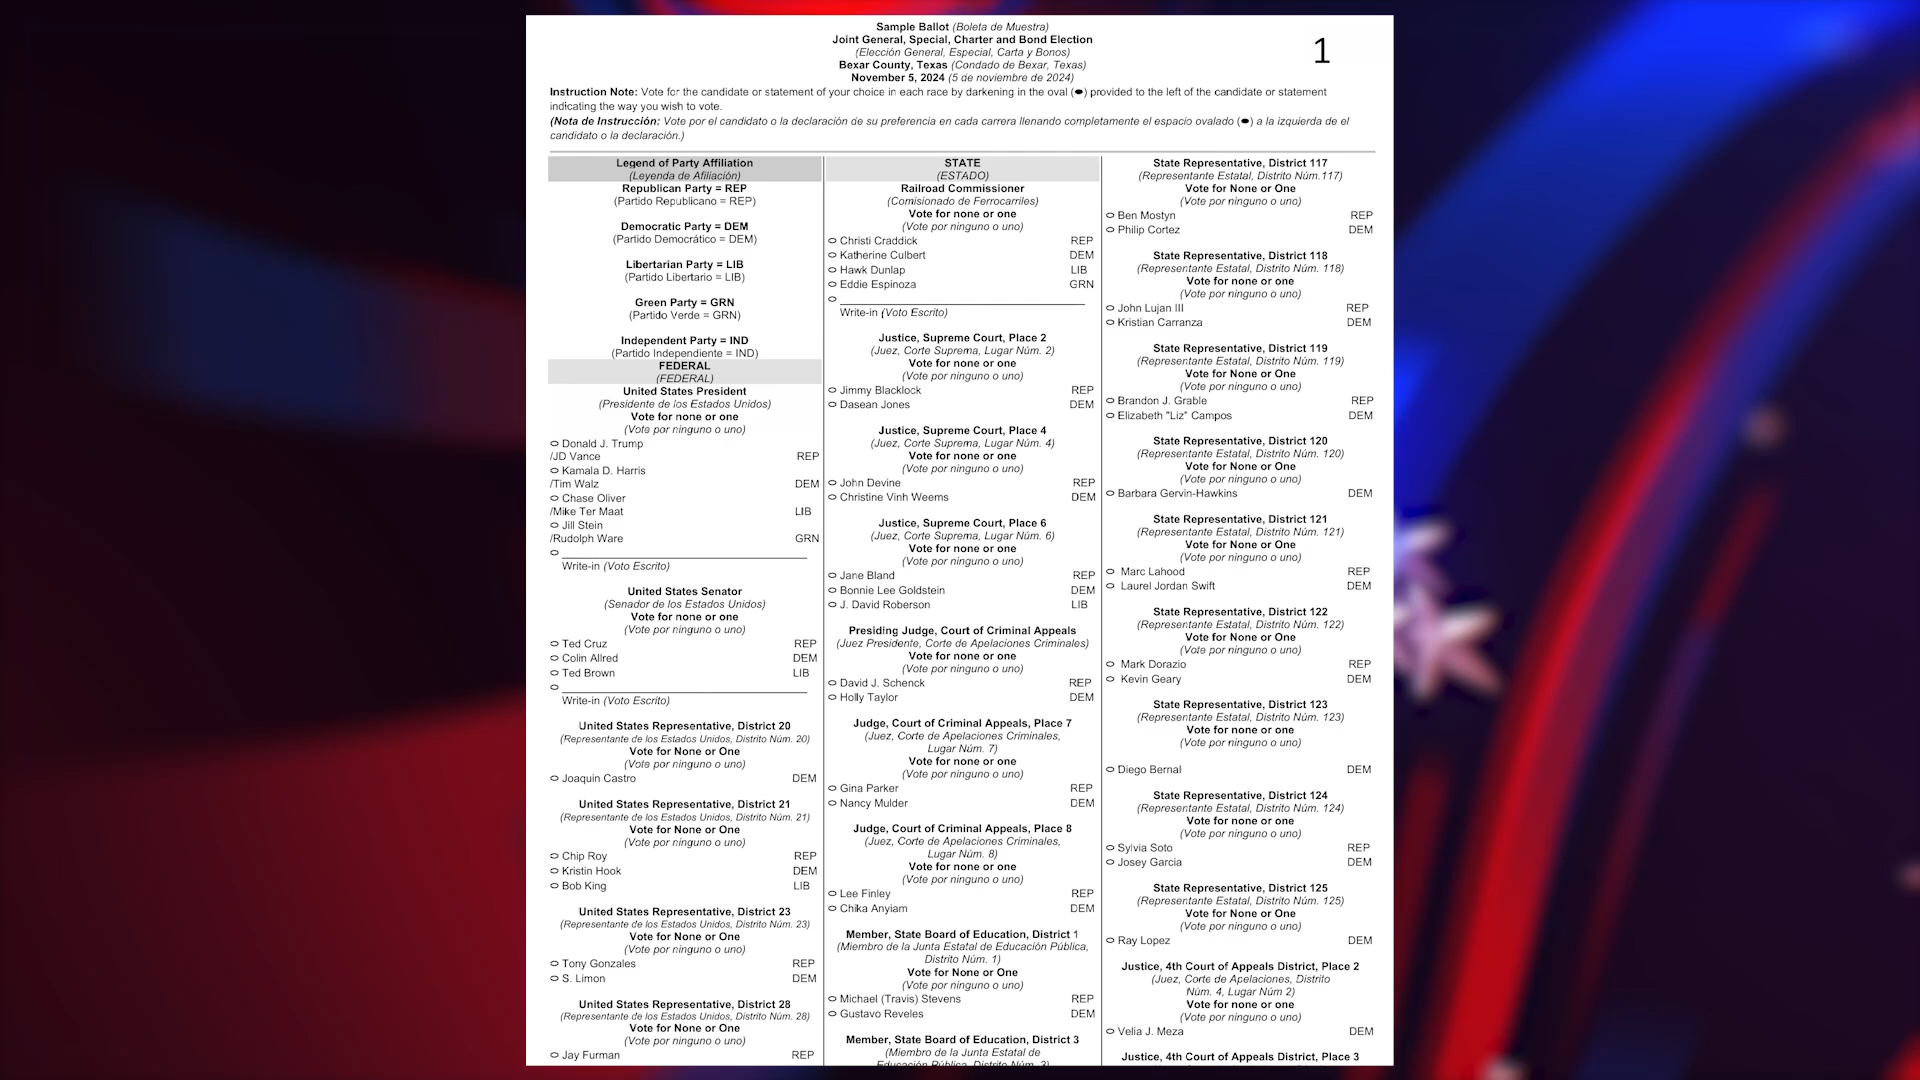 Sample Ballot (Boleta de Muestra)
Joint General, Special, Charter and Bond Election
(Elección General, Especial, Carta y Bonos)
Bexar County, Texas (Condado de Bexar, Texas)
November 5, 2024 (5 de noviembre de 2024)
1
Instruction Note: Vote for the candidate or statement of your choice in each race by darkening in the oval ( ) provided to the left of the candidate or statement
indicating the way you wish to vote.
(Nota de Instrucción: Vote por el candidato o la declaración de su preferencia en cada carrera llenando completamente el espacio ovalado ( ) a la izquierda de el
candidato o la declaración.)
Legend of Party Affiliation
(Leyenda de Afiliación)
Republican Party = REP
(Partido Republicano = REP)
Democratic Party = DEM
(Partido Democrático = DEM)
Libertarian Party = LIB
(Partido Libertario = LIB)
Green Party = GRN
(Partido Verde = GRN)
Independent Party = IND
(Partido Independiente = IND)
FEDERAL
(FEDERAL)
United States President
(Presidente de los Estados Unidos)
Vote for none or one
(Vote por ninguno o uno)
Donald J. Trump
/JD Vance REP
Kamala D. Harris
/Tim Walz DEM
Chase Oliver
/Mike Ter Maat LIB
Jill Stein
/Rudolph Ware GRN
Write-in (Voto Escrito)
United States Senator
(Senador de los Estados Unidos)
Vote for none or one
(Vote por ninguno o uno)
Ted Cruz REP
Colin Allred DEM
Ted Brown LIB
Write-in (Voto Escrito)
United States Representative, District 20
(Representante de los Estados Unidos, Distrito Núm. 20)
Vote for None or One
(Vote por ninguno o uno)
Joaquin Castro DEM
United States Representative, District 21
(Representante de los Estados Unidos, Distrito Núm. 21)
Vote for None or One
(Vote por ninguno o uno)
Chip Roy REP
Kristin Hook DEM
Bob King LIB
United States Representative, District 23
(Representante de los Estados Unidos, Distrito Núm. 23)
Vote for None or One
(Vote por ninguno o uno)
Tony Gonzales REP
S. Limon DEM
United States Representative, District 28
(Representante de los Estados Unidos, Distrito Núm. 28)
Vote for None or One
(Vote por ninguno o uno)
Jay Furman REP
STATE
(ESTADO)
Railroad Commissioner
(Comisionado de Ferrocarriles)
Vote for none or one
(Vote por ninguno o uno)
Christi Craddick REP
Katherine Culbert DEM
Hawk Dunlap LIB
Eddie Espinoza GRN
Write-in (Voto Escrito)
Justice, Supreme Court, Place 2
(Juez, Corte Suprema, Lugar Núm. 2)
Vote for none or one
(Vote por ninguno o uno)
Jimmy Blacklock REP
Dasean Jones DEM
Justice, Supreme Court, Place 4
(Juez, Corte Suprema, Lugar Núm. 4)
Vote for none or one
(Vote por ninguno o uno)
John Devine REP
Christine Vinh Weems DEM
Justice, Supreme Court, Place 6
(Juez, Corte Suprema, Lugar Núm. 6)
Vote for none or one
(Vote por ninguno o uno)
Jane Bland REP
Bonnie Lee Goldstein DEM
J. David Roberson LIB
Presiding Judge, Court of Criminal Appeals
(Juez Presidente, Corte de Apelaciones Criminales)
Vote for none or one
(Vote por ninguno o uno)
David J. Schenck REP
Holly Taylor DEM
Judge, Court of Criminal Appeals, Place 7
(Juez, Corte de Apelaciones Criminales,
Lugar Núm. 7)
Vote for none or one
(Vote por ninguno o uno)
Gina Parker REP
Nancy Mulder DEM
Judge, Court of Criminal Appeals, Place 8
(Juez, Corte de Apelaciones Criminales,
Lugar Núm. 8)
Vote for none or one
(Vote por ninguno o uno)
Lee Finley REP
Chika Anyiam DEM
Member, State Board of Education, District 1
(Miembro de la Junta Estatal de Educación Pública,
Distrito Núm. 1)
Vote for None or One
(Vote por ninguno o uno)
Michael (Travis) Stevens REP
Gustavo Reveles DEM
Member, State Board of Education, District 3
(Miembro de la Junta Estatal de
Educación Pública, Distrito Núm. 3)
State Representative, District 117
(Representante Estatal, Distrito Núm.117)
Vote for None or One
(Vote por ninguno o uno)
Ben Mostyn REP
Philip Cortez DEM
State Representative, District 118
(Representante Estatal, Distrito Núm. 118)
Vote for none or one
(Vote por ninguno o uno)
John Lujan III REP
Kristian Carranza DEM
State Representative, District 119
(Representante Estatal, Distrito Núm. 119)
Vote for None or One
(Vote por ninguno o uno)
Brandon J. Grable REP
Elizabeth "Liz" Campos DEM
State Representative, District 120
(Representante Estatal, Distrito Núm. 120)
Vote for None or One
(Vote por ninguno o uno)
Barbara Gervin-Hawkins DEM
State Representative, District 121
(Representante Estatal, Distrito Núm. 121)
Vote for None or One
(Vote por ninguno o uno)
Marc Lahood REP
Laurel Jordan Swift DEM
State Representative, District 122
(Representante Estatal, Distrito Núm. 122)
Vote for None or One
(Vote por ninguno o uno)
Mark Dorazio REP
Kevin Geary DEM
State Representative, District 123
(Representante Estatal, Distrito Núm. 123)
Vote for none or one
(Vote por ninguno o uno)
Diego Bernal DEM
State Representative, District 124
(Representante Estatal, Distrito Núm. 124)
Vote for none or one
(Vote por ninguno o uno)
Sylvia Soto REP
Josey Garcia DEM
State Representative, District 125
(Representante Estatal, Distrito Núm. 125)
Vote for None or One
(Vote por ninguno o uno)
Ray Lopez DEM
Justice, 4th Court of Appeals District, Place 2
(Juez, Corte de Apelaciones, Distrito
Núm. 4, Lugar Núm 2)
Vote for none or one
(Vote por ninguno o uno)
Velia J. Meza DEM
Justice, 4th Court of Appeals District, Place 3